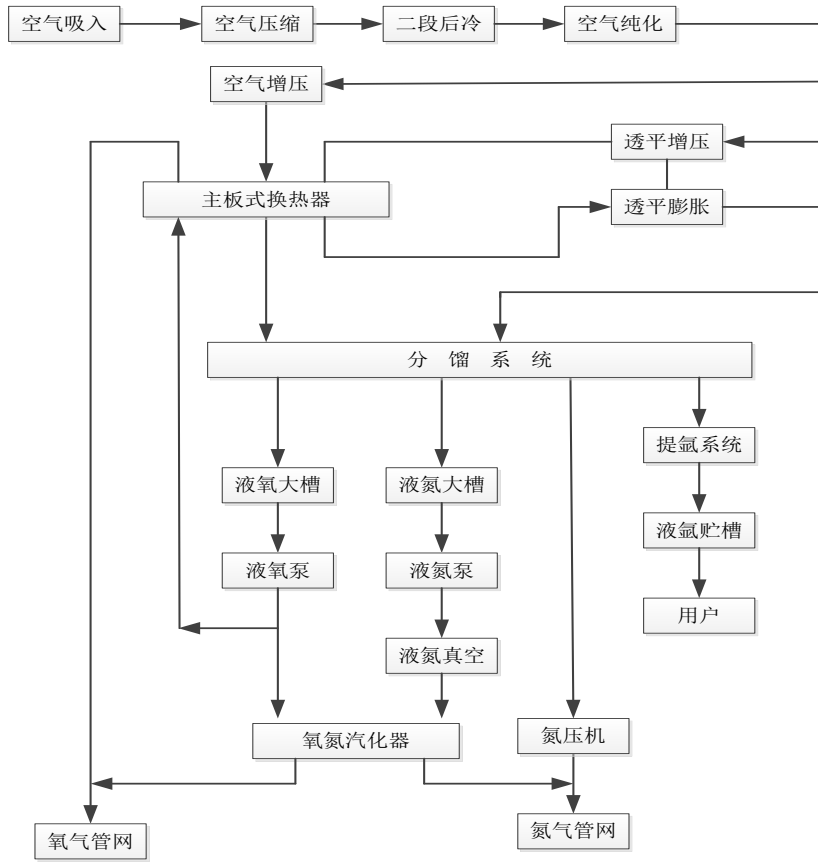 空气吸入
空气压缩
二段后冷
空气纯化
空气增压
透平增压
主板式换热器
透平膨胀
分 馏 系 统
提氩系统
液氧大槽
液氮大槽
液氩贮槽
液氧泵
液氮泵
用户
液氮真空
氧氮汽化器
氮压机
氧气管网
氮气管网